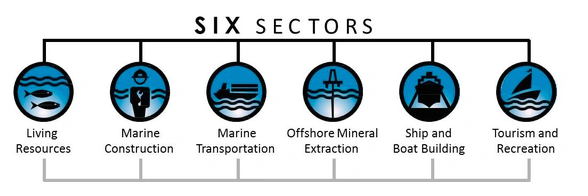 SIX SECTORS
Living
Resources
Marine
Construction
Marine
Transportation
Offshore Mineral
Extraction
Ship and
Boat Building
Tourism and
Recreation